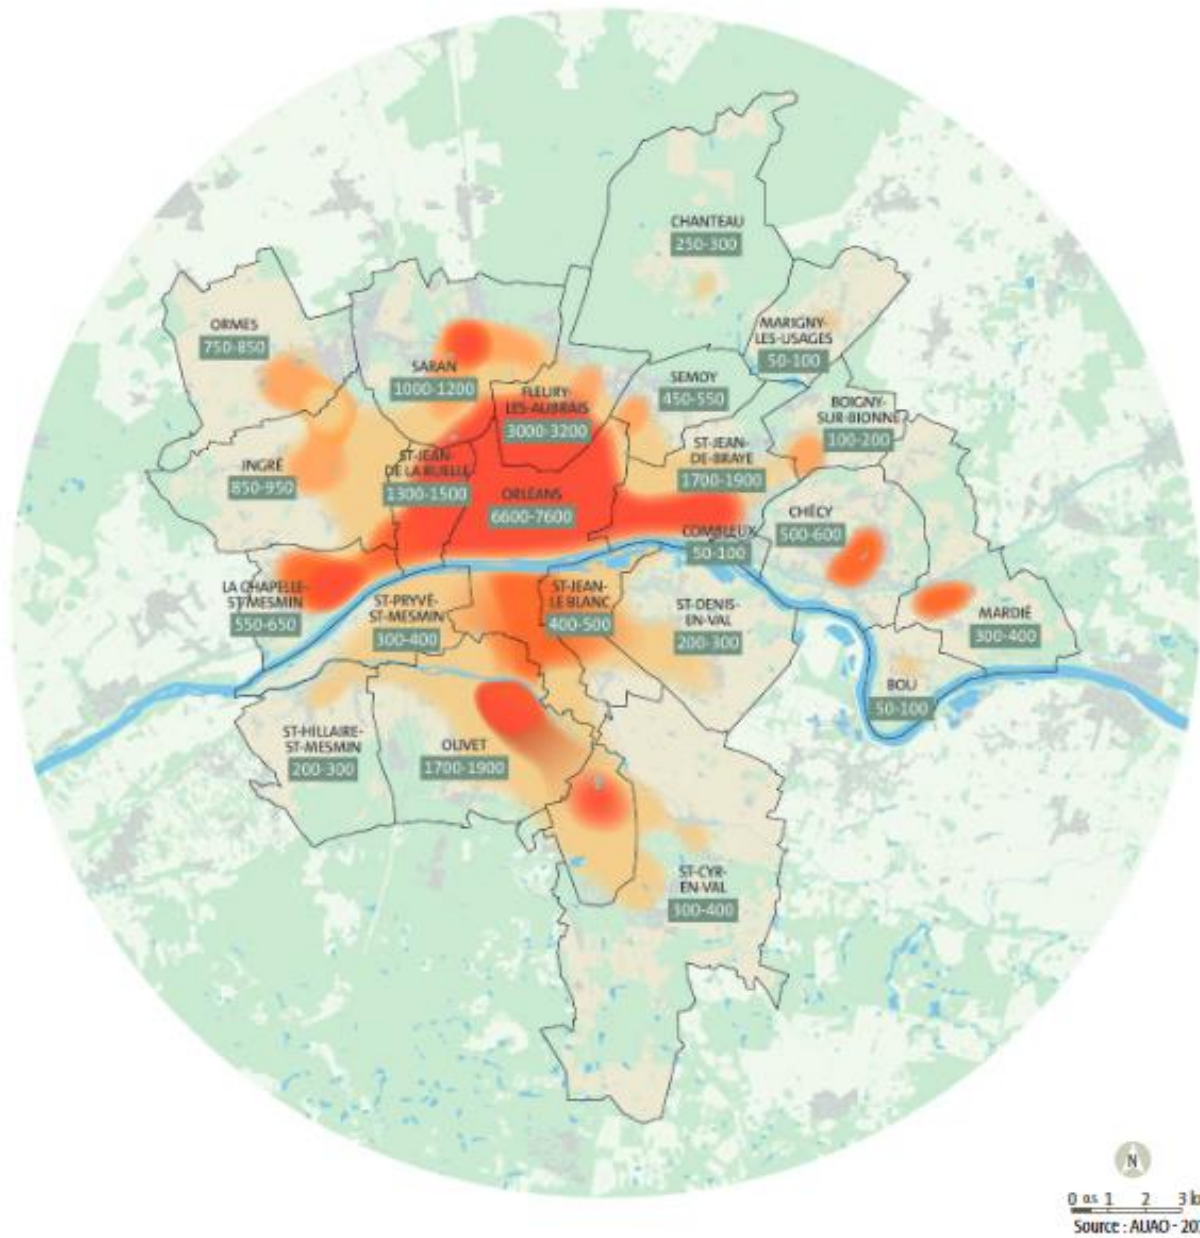 CHANTEAU
250-300
ORMES
750-850
MARIGNY-
LES-USAGES
50-100
SARAN
1000-1200
SEMOY
450-550
FLEURY-
LES-AUBRAIS
3000-3200
BOIGNY-
SUR-BIONNE
100-200
INGRÉ
850-950
ST-JEAN-
DE LA RUELLE
1300-1500
ST-JEAN-
DE-BRAYE
1700-1900
ORLÉANS
6600-7600
CHÉCY
500-600
COMBLEUX
50-100
LA CHAPELLE-
ST-MESMIN
550-650
ST-PRYVÉ-
ST-MESMIN
300-400
ST-JEAN-
LE BLANC
400-500
ST-DENIS-
EN-VAL
200-300
MARDIÉ
300-400
BOU
50-100
ST-HILLAIRE-
ST-MESMIN
200-300
OLIVET
1700-1900
ST-CYR-
EN-VAL
300-400
N
0 0.5 1 2 3
Source : AUAO -